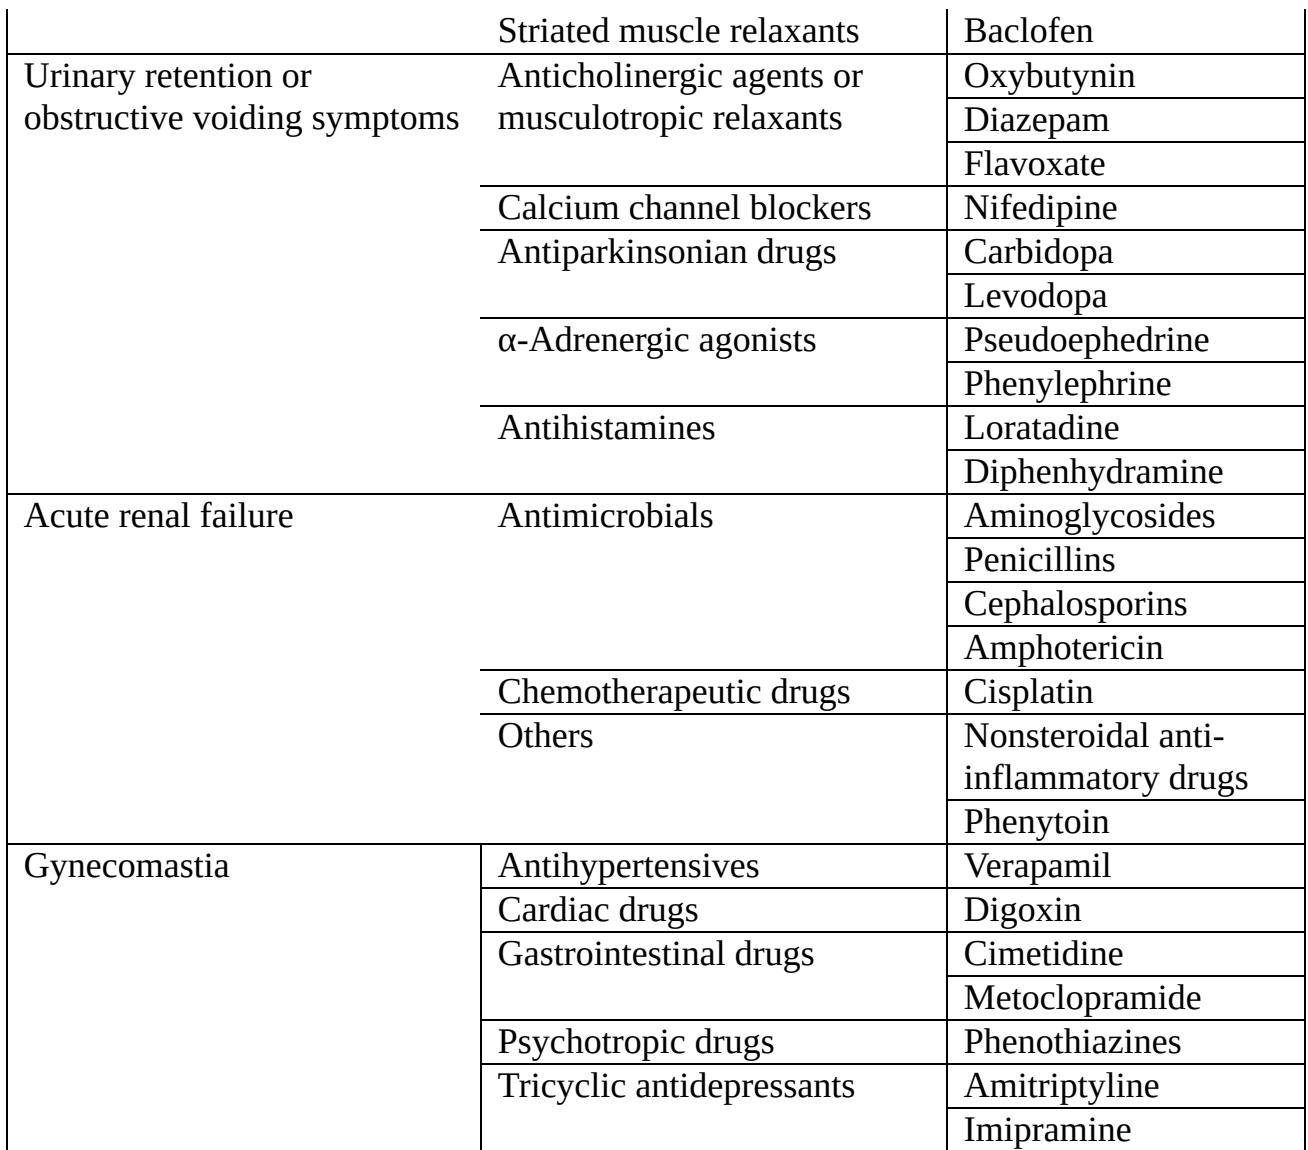 Striated muscle relaxants Baclofen
Urinary retention or Anticholinergic agents or Oxybutynin
obstructive voiding symptoms musculotropic relaxants Diazepam
Flavoxate
Calcium channel blockers Nifedipine
Antiparkinsonian drugs Carbidopa
Levodopa
α-Adrenergic agonists Pseudoephedrine
Phenylephrine
Antihistamines Loratadine
Diphenhydramine
Acute renal failure Antimicrobials Aminoglycosides
Penicillins
Cephalosporins
Amphotericin
Chemotherapeutic drugs Cisplatin
Others Nonsteroidal anti-
inflammatory drugs
Phenytoin
Gynecomastia Antihypertensives Verapamil
Cardiac drugs Digoxin
Gastrointestinal drugs Cimetidine
Metoclopramide
Psychotropic drugs Phenothiazines
Tricyclic antidepressants Amitriptyline
Imipramine